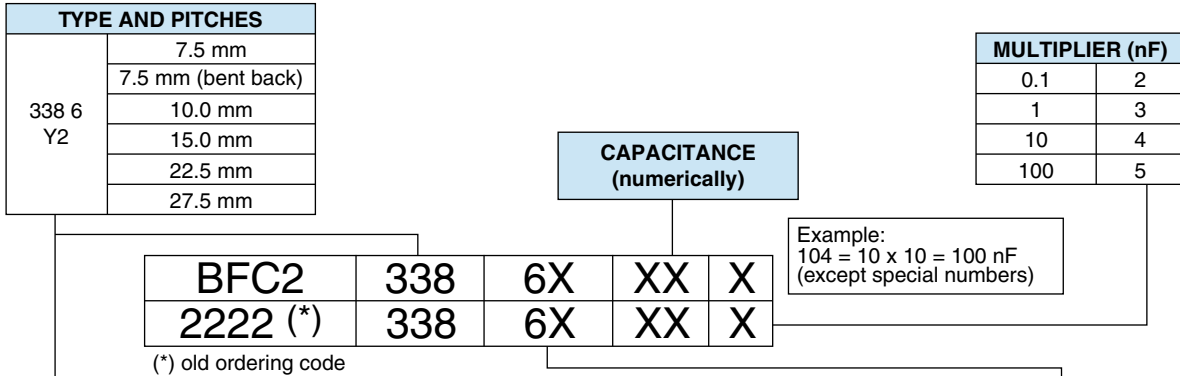 TYPE AND PITCHES
338 6
Y2
7.5 mm
7.5 mm (bent back)
10.0 mm
15.0 mm
22.5 mm
27.5 mm
CAPACITANCE
(numerically)
MULTIPLIER (nF)
0.1 2
1 3
10 4
100 5
Example:
104 = 10 x 10 = 100 nF
(except special numbers)
BFC2 338 6X XX X
2222 (*) 338 6X XX X
(*) old ordering code